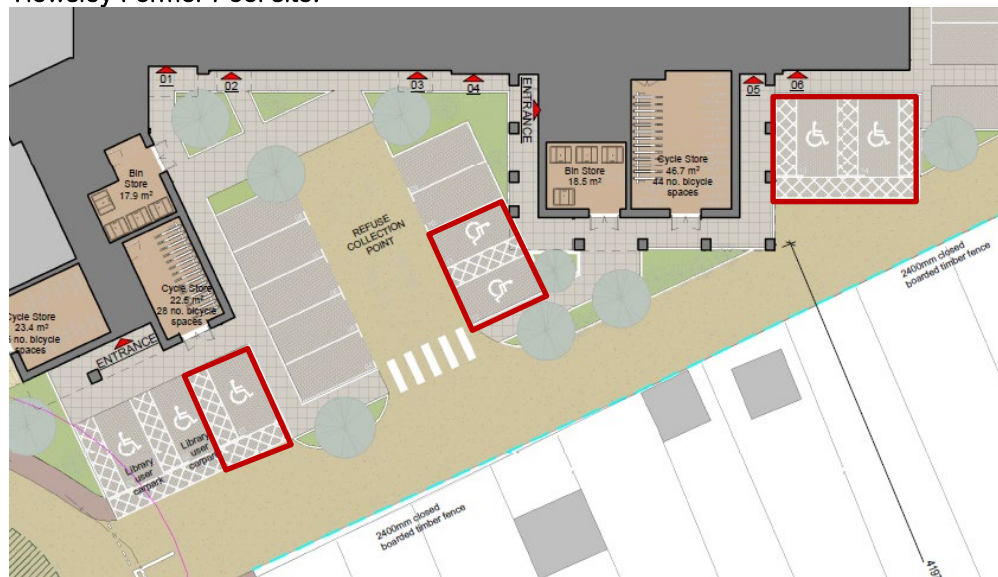 01
02
03
04
ENTRANCE
05
06
Bin
Store
17.9 m²
Bin Store
18.5 m²
Cycle Store
46.7 m²
44 no. bicycle
spaces
REFUSE
COLLECTION
POINT
2400mm closed
boarded timber fence
Cycle Store
22.5 m²
28 no. bicycle
spaces
Cycle Store
23.4 m²
no. bicycle
spaces
ENTRANCE
Library
user
carpark
Library
user
carpark
2400mm closed
boarded timber fence